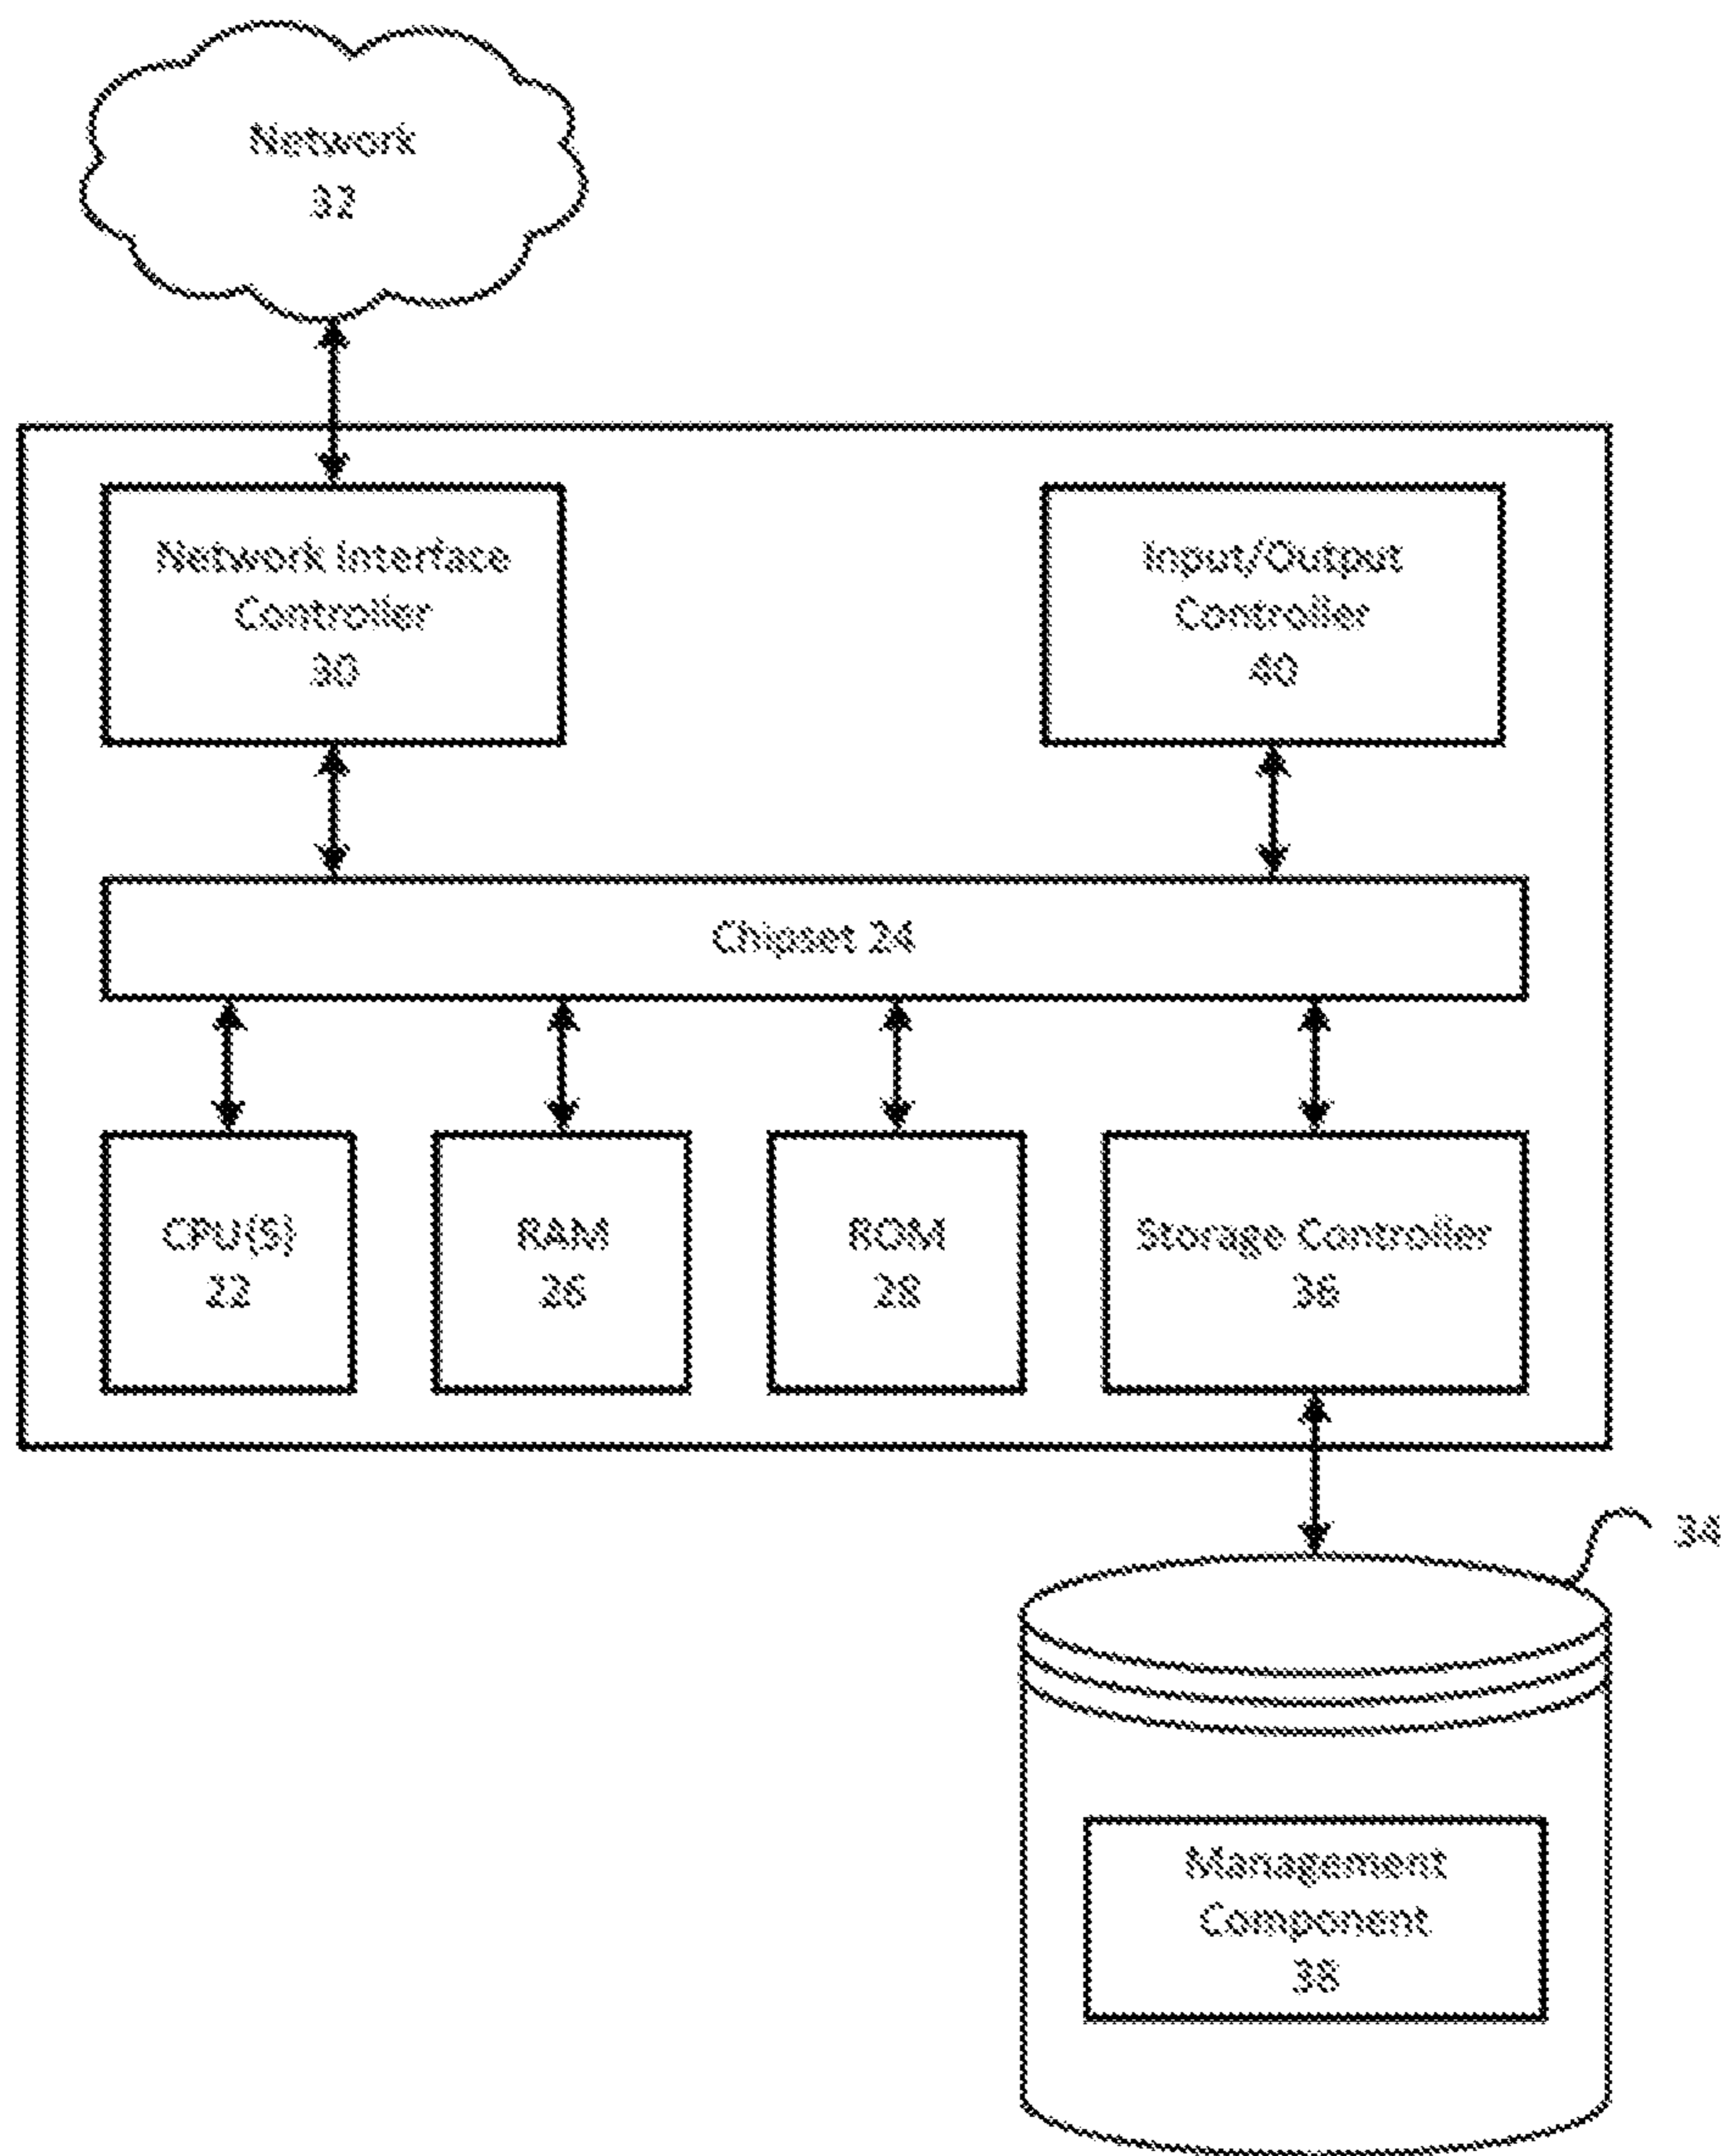 Network
32
Network Interface
Controller
30
Input/Output
Controller
40
Chipset 24
CPU(S)
22
RAM
26
ROM
28
Storage Controller
36
34
Management
Component
38